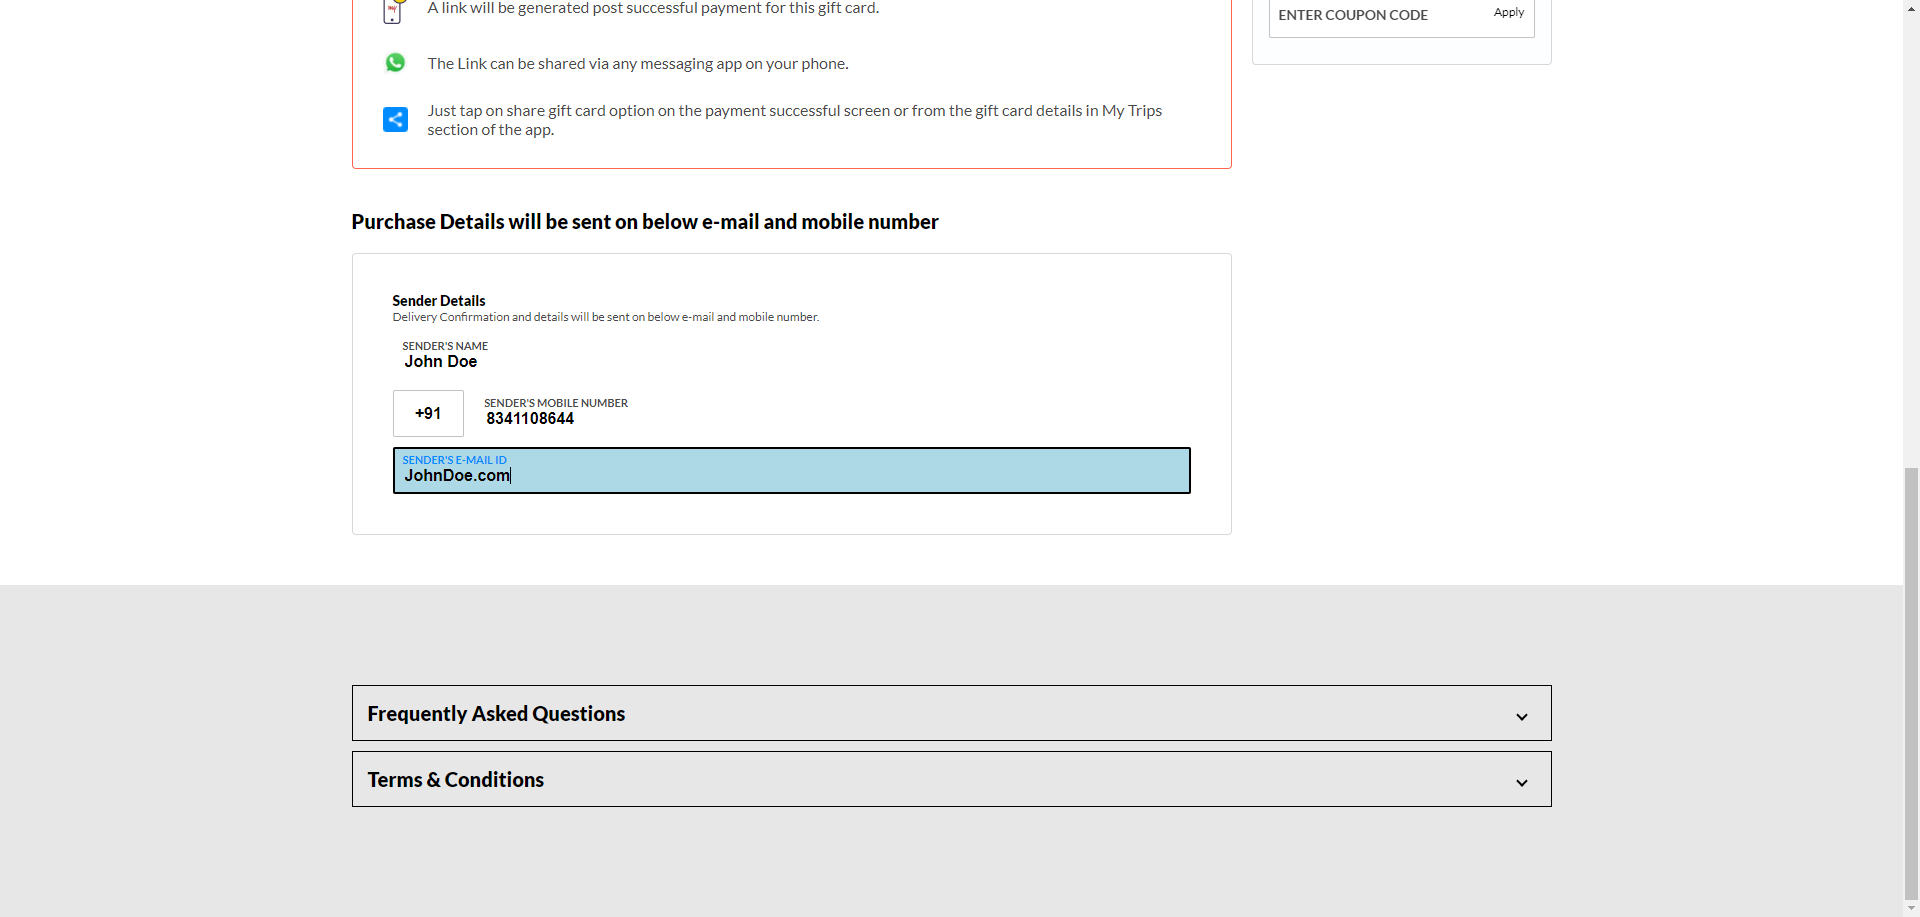 A link will be generated post successful payment for this gift card.
ENTER COUPON CODE
Apply
The Link can be shared via any messaging app on your phone.
Just tap on share gift card option on the payment successful screen or from the gift card details in My Trips
section of the app.
Purchase Details will be sent on below e-mail and mobile number
Sender Details
Delivery Confirmation and details will be sent on below e-mail and mobile number.
SENDER'S NAME
John Doe
+91
SENDER'S MOBILE NUMBER
8341108644
SENDER'S E-MAIL ID
JohnDoe.com
Frequently Asked Questions
Terms & Conditions